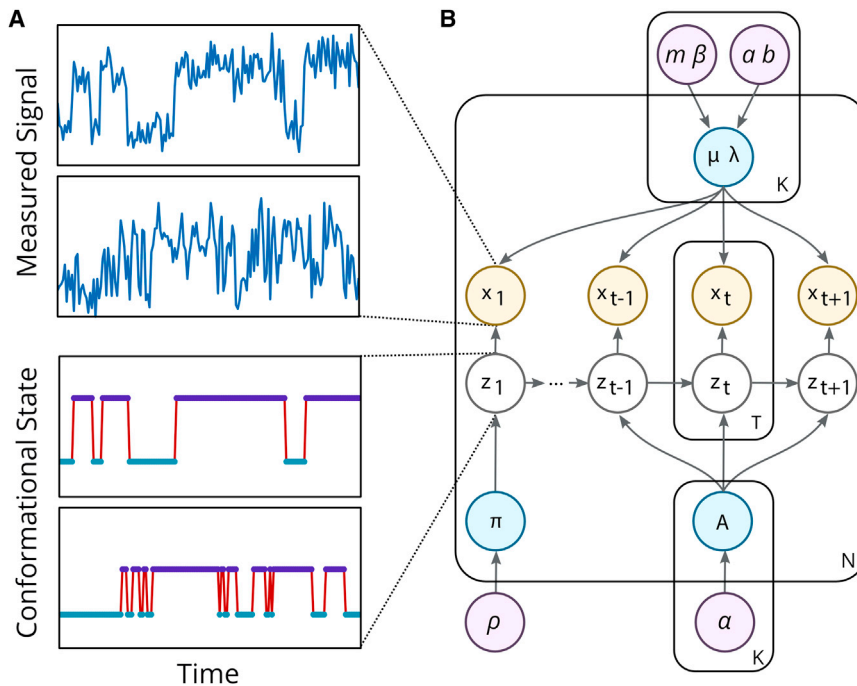 A
B
Measured Signal
Conformational State
Time
m β
a b
μ λ
K
x1
xt-1
xt
xt+1
z1
...
zt-1
zt
zt+1
T
π
A
N
ρ
α
K